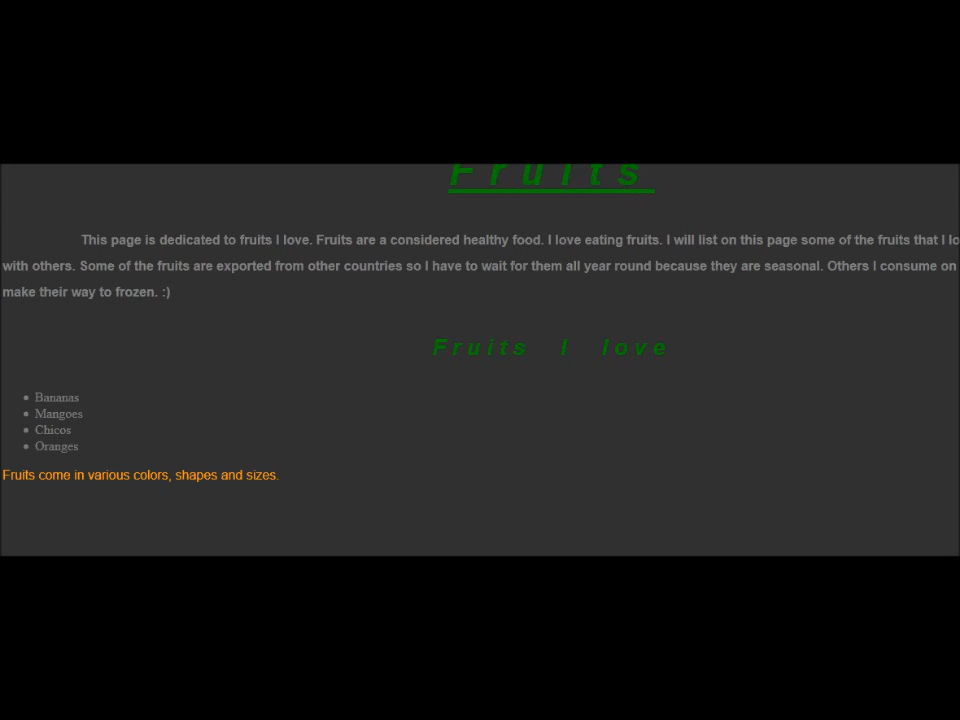 Fruits
This page is dedicated to fruits I love. Fruits are a considered healthy food. I love eating fruits. I will list on this page some of the fruits that I lo
with others. Some of the fruits are exported from other countries so I have to wait for them all year round because they are seasonal. Others I consume on
make their way to frozen. :)
Fruits I love
Bananas
Mangoes
Chicos
Oranges
Fruits come in various colors, shapes and sizes.